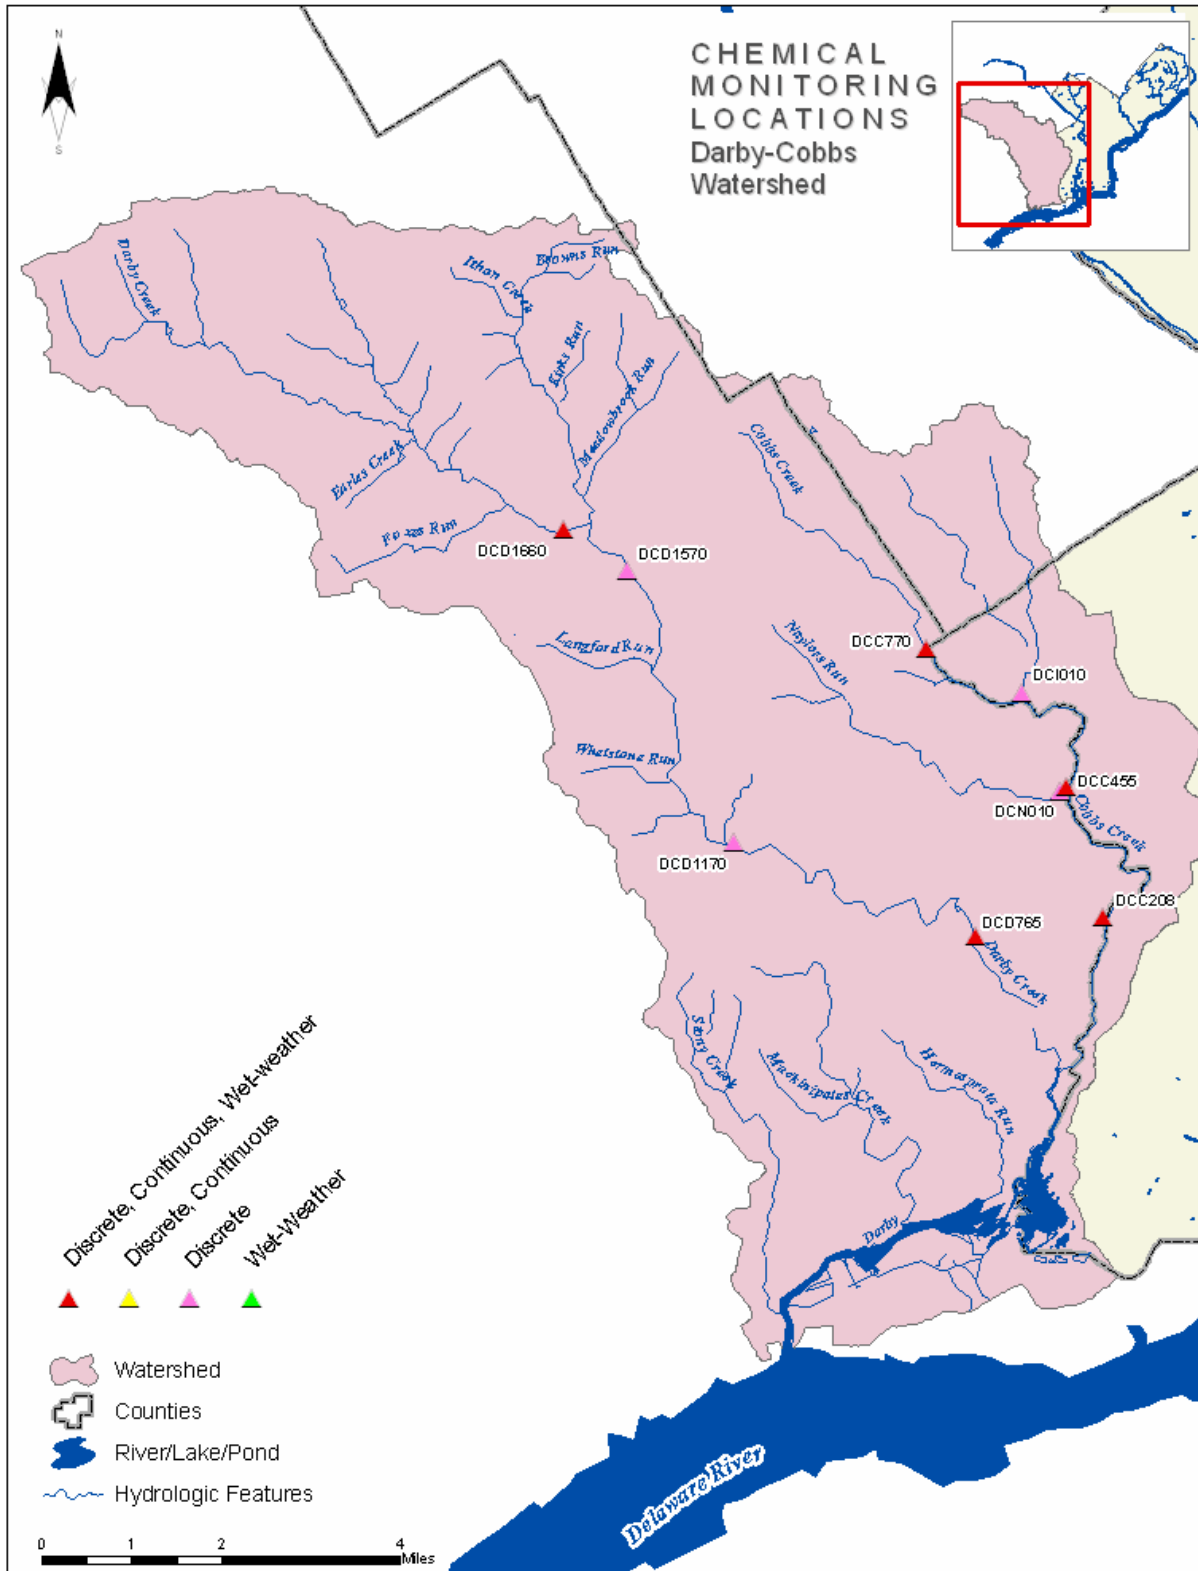 N
S
CHEMICAL
MONITORING
LOCATIONS
Darby-Cobbs
Watershed
Darby Creek
Ithan Creek
Browns Run
Kirks Run
Meadowbrook Run
Cobbs Creek
Earles Creek
Run
DCD1660
DCD1570
Langford Run
Naylors Run
DCC770
DCI010
Whetstone Run
DCC455
DCN010
Cobbs Creek
DCD1170
DCC208
DCD765
Darby Creek
Stony Creek
Muckinipates Creek
Hermesprota Run
Darby
Discrete, Continuous, Wet-weather
Discrete, Continuous
Discrete
Wet-Weather
Watershed
Counties
River/Lake/Pond
Hydrologic Features
Delaware River
0 1 2 4
Miles